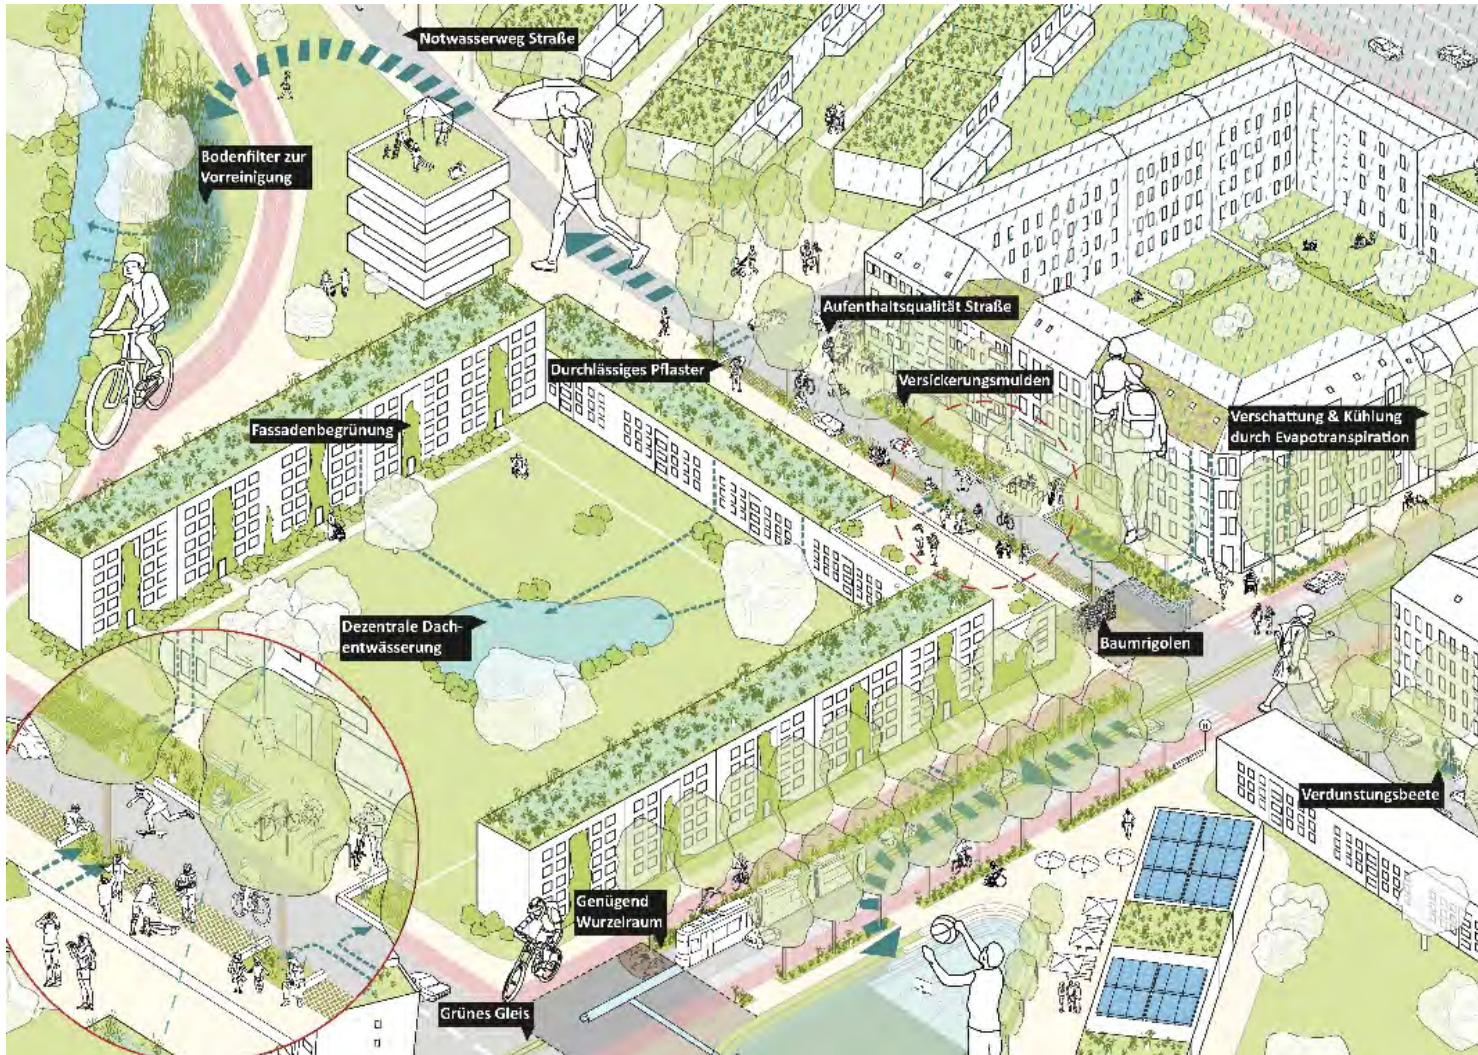 Notwasserweg Straße
Bodenfilter zur
Vorreinigung
Aufenthaltsqualität Straße
Durchlässiges Pflaster
Versickerungsmulden
Verschattung & Kühlung
durch Evapotranspiration
Fassadenbegrünung
Dezentrale Dach-
entwässerung
Baumrigolen
Verdunstungsbeete
Genügend
Wurzelraum
Grünes Gleis
H